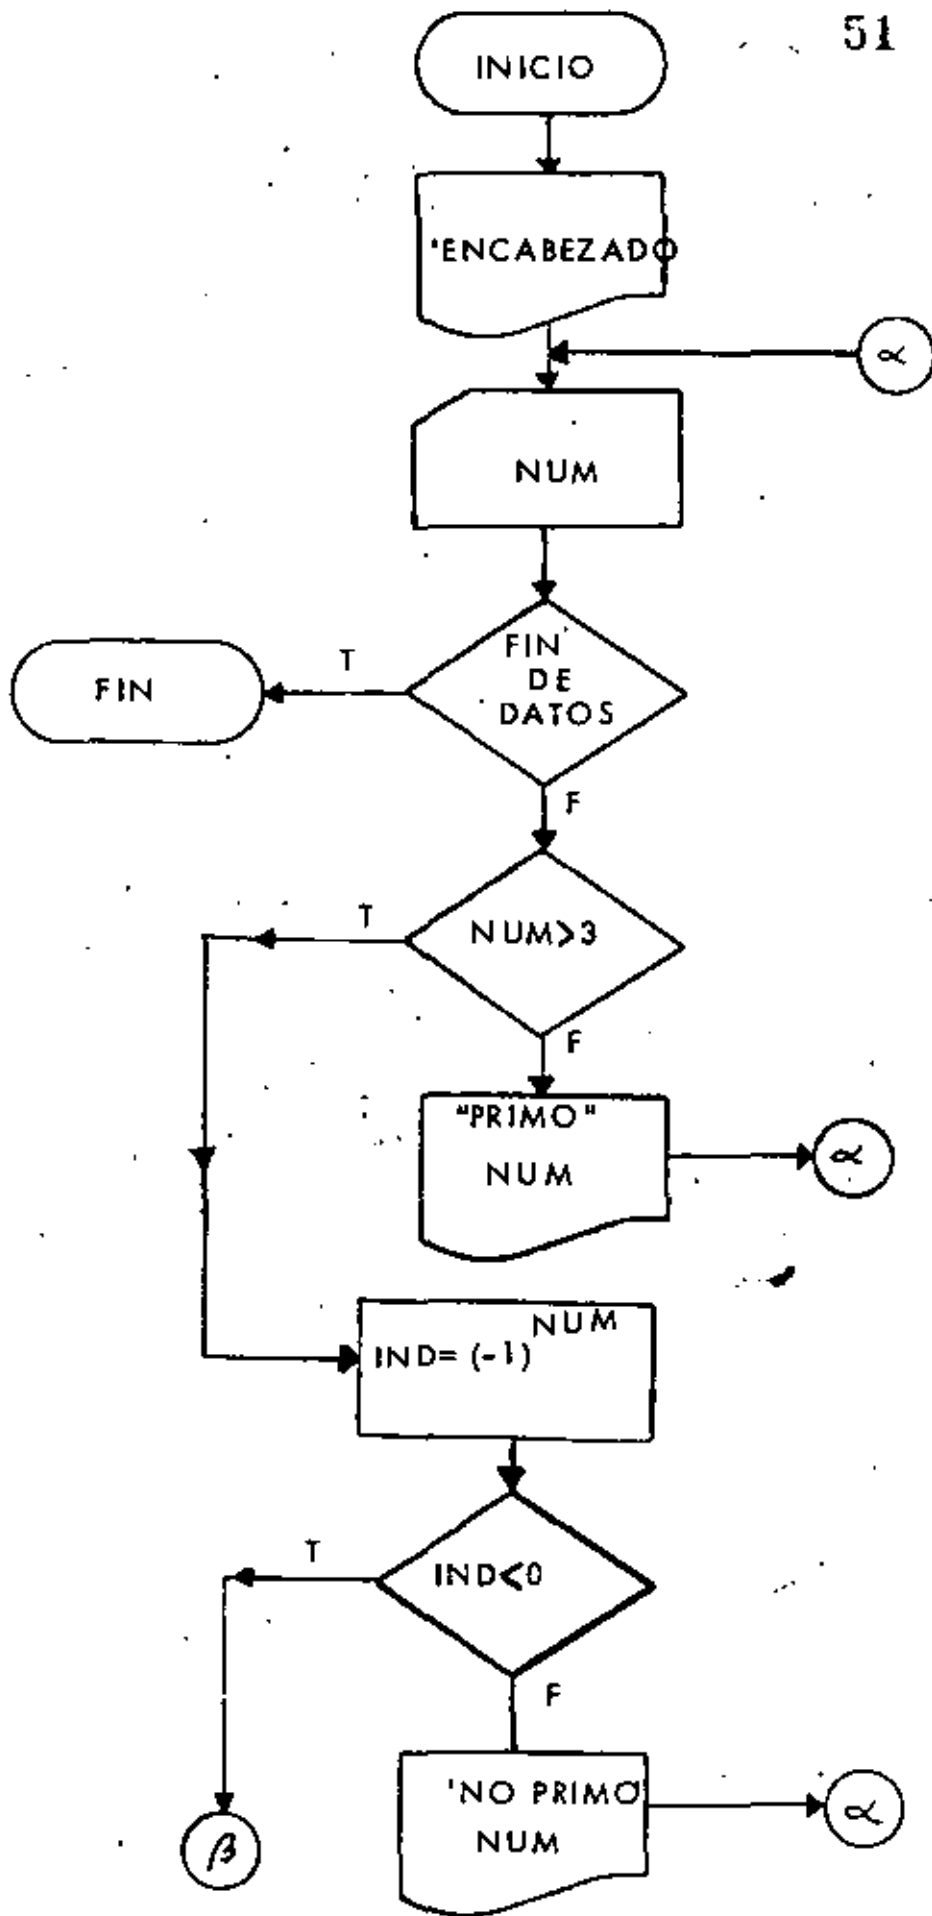 51
INICIO
'ENCABEZADO
α
NUM
FIN
DE
DATOS
T
FIN
F
NUM>3
T
F
"PRIMO"
NUM
α
IND= (-1) NUM
IND<0
T
F
'NO PRIMO'
NUM
α
β